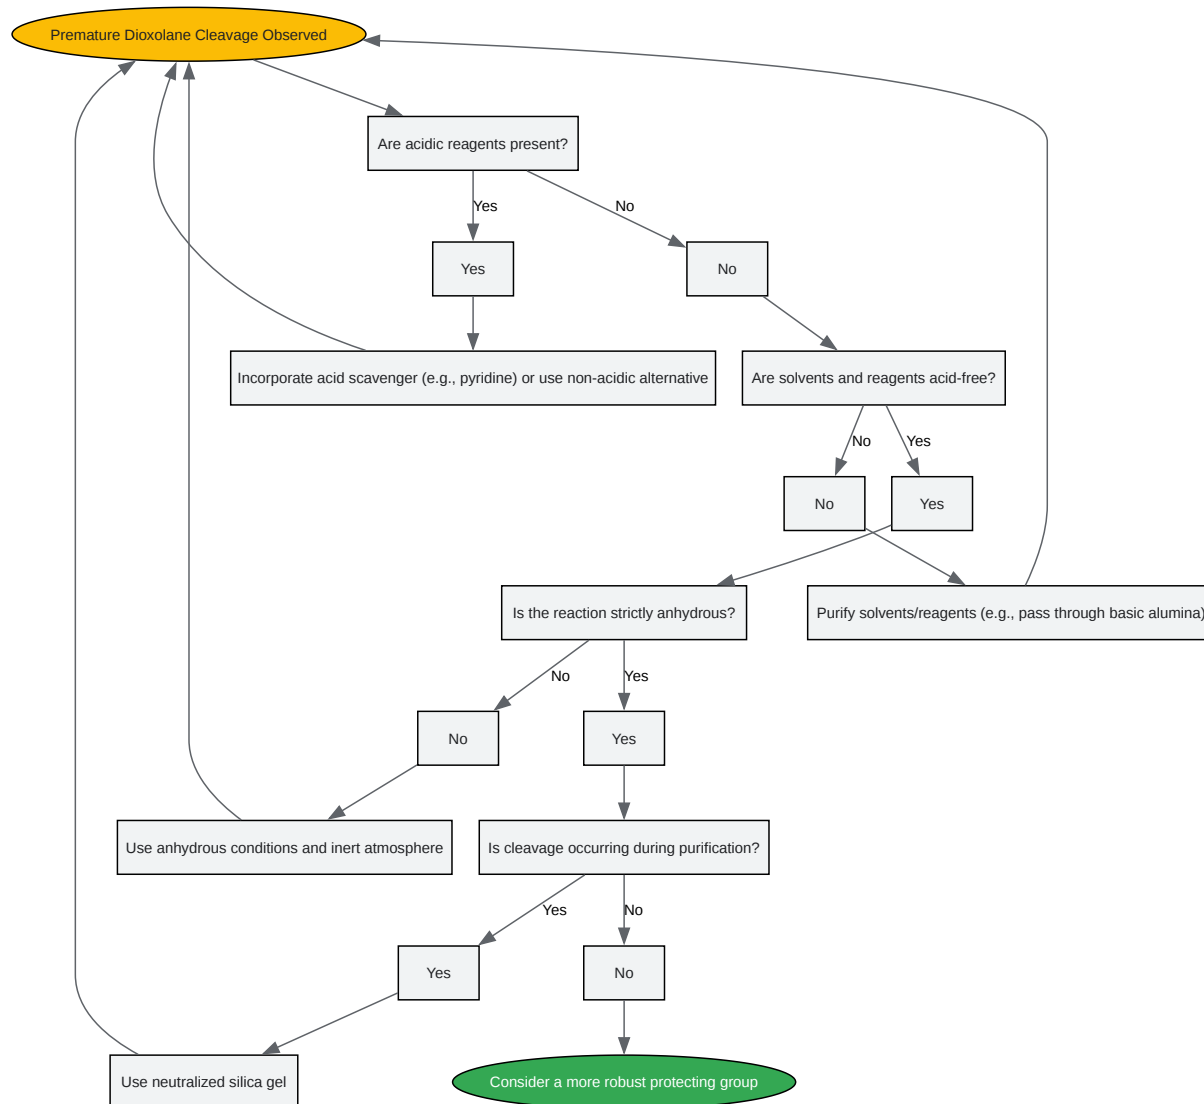 Premature Dioxolane Cleavage Observed
Are acidic reagents present?
Yes
No
Yes
No
Incorporate acid scavenger (e.g., pyridine) or use non-acidic alternative
Are solvents and reagents acid-free?
No
Yes
No
Yes
Is the reaction strictly anhydrous?
Purify solvents/reagents (e.g., pass through basic alumina)
No
Yes
No
Yes
Use anhydrous conditions and inert atmosphere
Is cleavage occurring during purification?
Yes
No
Yes
No
Use neutralized silica gel
Consider a more robust protecting group